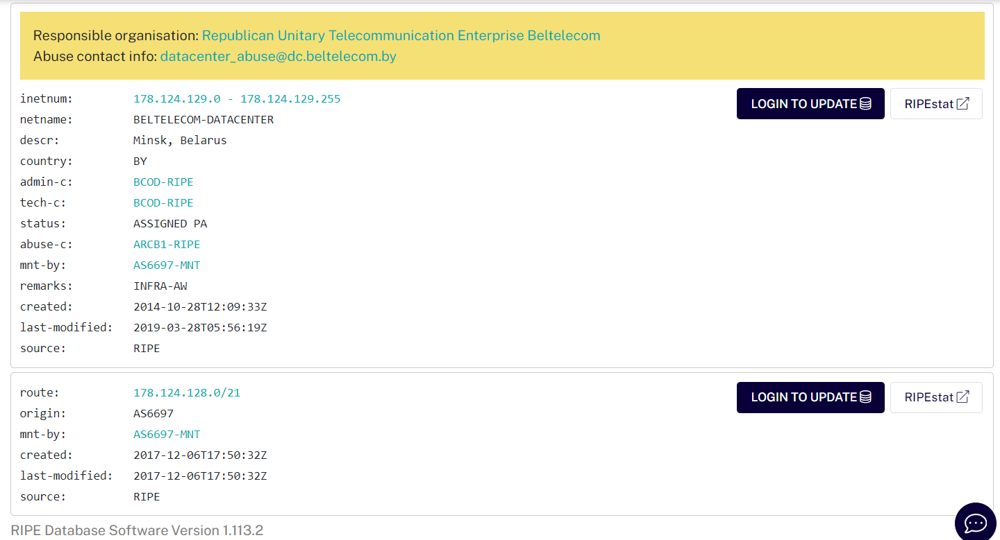 Responsible organisation: Republican Unitary Telecommunication Enterprise Beltelecom
Abuse contact info: datacenter_abuse@dc.beltelecom.by
inetnum: 178.124.129.0 - 178.124.129.255
LOGIN TO UPDATE RIPEstat
netname: BELTELECOM-DATACENTER
descr: Minsk, Belarus
country: BY
admin-c: BCOD-RIPE
tech-c: BCOD-RIPE
status: ASSIGNED PA
abuse-c: ARCB1-RIPE
mnt-by: AS6697-MNT
remarks: INFRA-AW
created: 2014-10-28T12:09:33Z
last-modified: 2019-03-28T05:56:19Z
source: RIPE
route: 178.124.128.0/21
LOGIN TO UPDATE RIPEstat
origin: AS6697
mnt-by: AS6697-MNT
created: 2017-12-06T17:50:32Z
last-modified: 2017-12-06T17:50:32Z
source: RIPE
RIPE Database Software Version 1.113.2